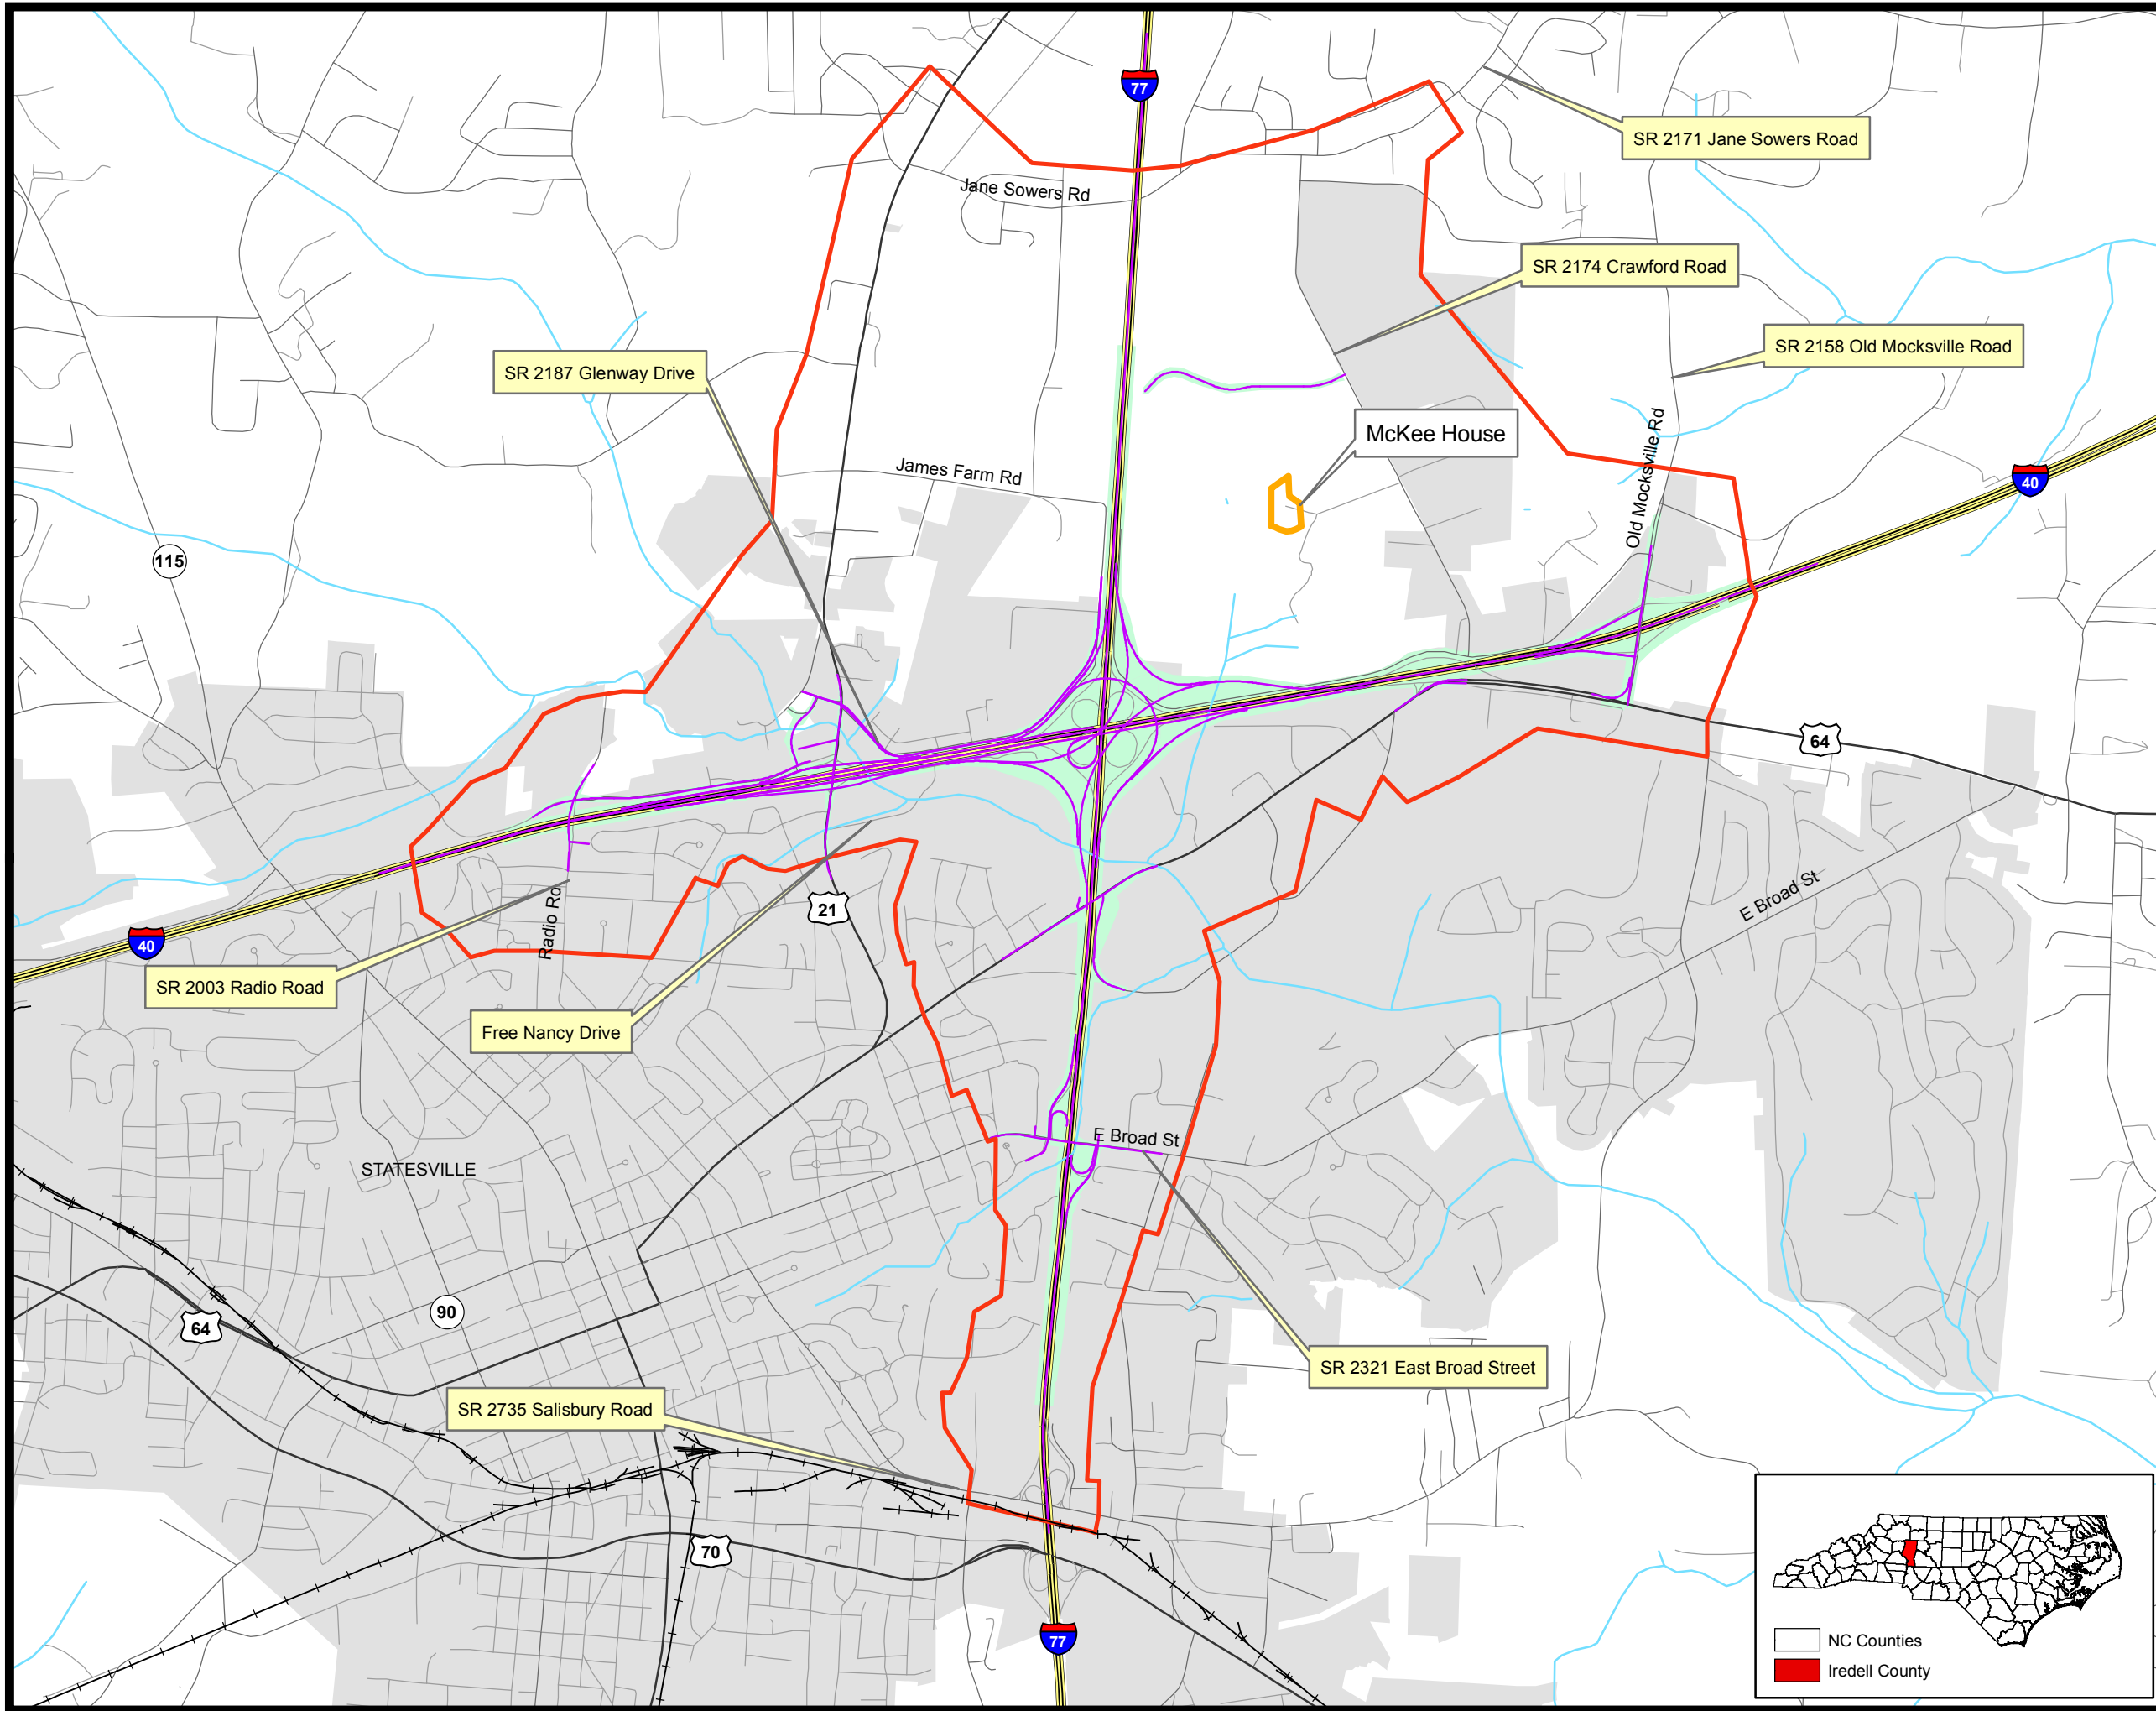 77
SR 2171 Jane Sowers Road
Jane Sowers Rd
SR 2174 Crawford Road
SR 2158 Old Mocksville Road
SR 2187 Glenway Drive
McKee House
Old Mocksville Rd
James Farm Rd
40
115
64
E Broad St
21
Radio Rd
40
SR 2003 Radio Road
Free Nancy Drive
E Broad St
STATESVILLE
90
64
SR 2321 East Broad Street
SR 2735 Salisbury Road
70
77
NC Counties
Iredell County